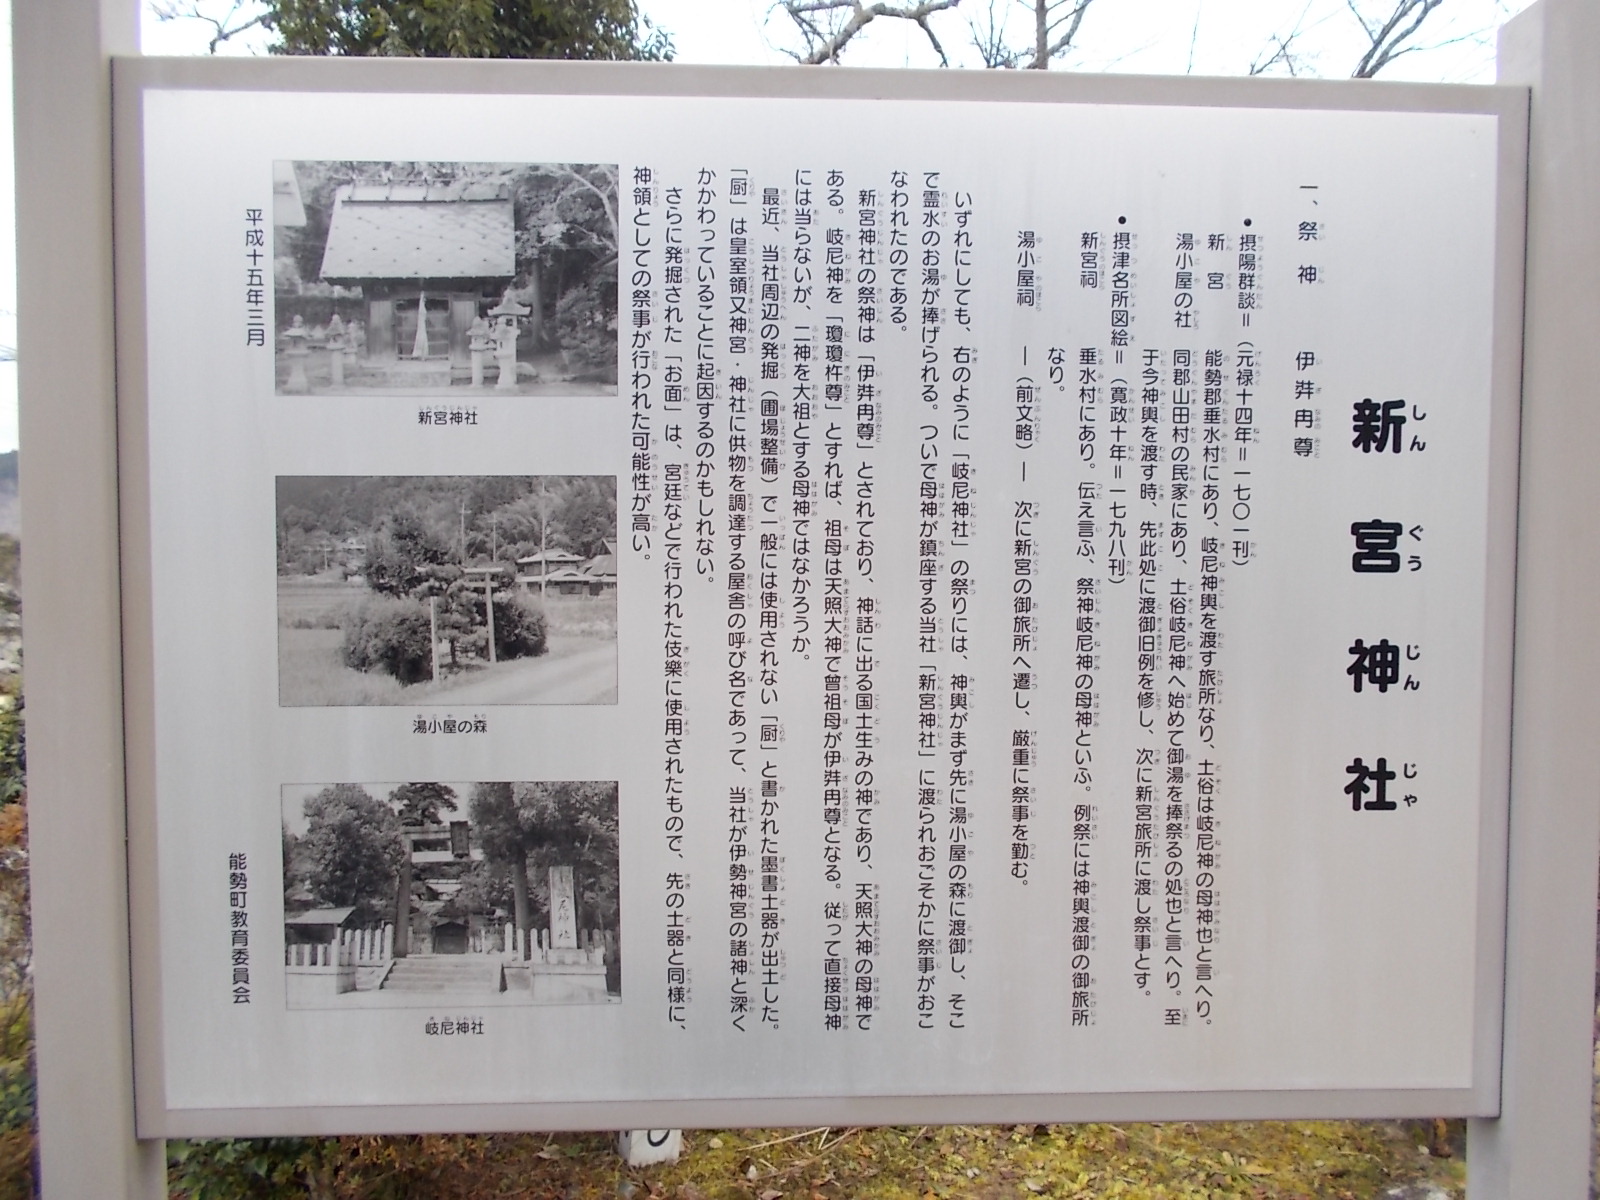 新宮神社
しんぐうじんじゃ
一、祭神　伊弉冉尊
●摂陽群談＝（元禄十四年＝一七〇一刊）
新宮　能勢郡垂水村にあり、岐尼神輿を渡す旅所なり、土俗は岐尼神の母神也と言へり。
湯小屋の社　同郡山田村の民家にあり、土俗岐尼神へ始めて御湯を捧祭るの処也と言へり。至
于今神輿を渡す時、先此処に渡御旧例を修し、次に新宮旅所に渡し祭事とす。
●摂津名所図絵＝（寛政十年＝一七九八刊）
新宮祠　垂水村にあり。伝え言ふ、祭神岐尼神の母神といふ。例祭には神輿渡御の御旅所
なり。
湯小屋祠　―（前文略）―　次に新宮の御旅所へ遷し、厳重に祭事を勤む。
いずれにしても、右のように「岐尼神社」の祭りには、神輿がまず先に湯小屋の森に渡御し、そこ
で霊水のお湯が捧げられる。ついで母神が鎮座する当社「新宮神社」に渡られおごそかに祭事がおこ
なわれたのである。
新宮神社の祭神は「伊弉冉尊」とされており、神話に出る国土生みの神であり、天照大神の母神で
ある。岐尼神を「瓊瓊杵尊」とすれば、祖母は天照大神で曾祖母が伊弉冉尊となる。従って直接母神
には当らないが、二神を大祖とする母神ではなかろうか。
最近、当社周辺の発掘（圃場整備）で一般には使用されない「厨」と書かれた墨書土器が出土した。
「厨」は皇室領又神宮・神社に供物を調達する屋舎の呼び名であって、当社が伊勢神宮の諸神と深く
かかわっていることに起因するのかもしれない。
さらに発掘された「お面」は、宮廷などで行われた伎樂に使用されたもので、先の土器と同様に、
神領としての祭事が行われた可能性が高い。
新宮神社
湯小屋の森
岐尼神社
平成十五年三月
能勢町教育委員会